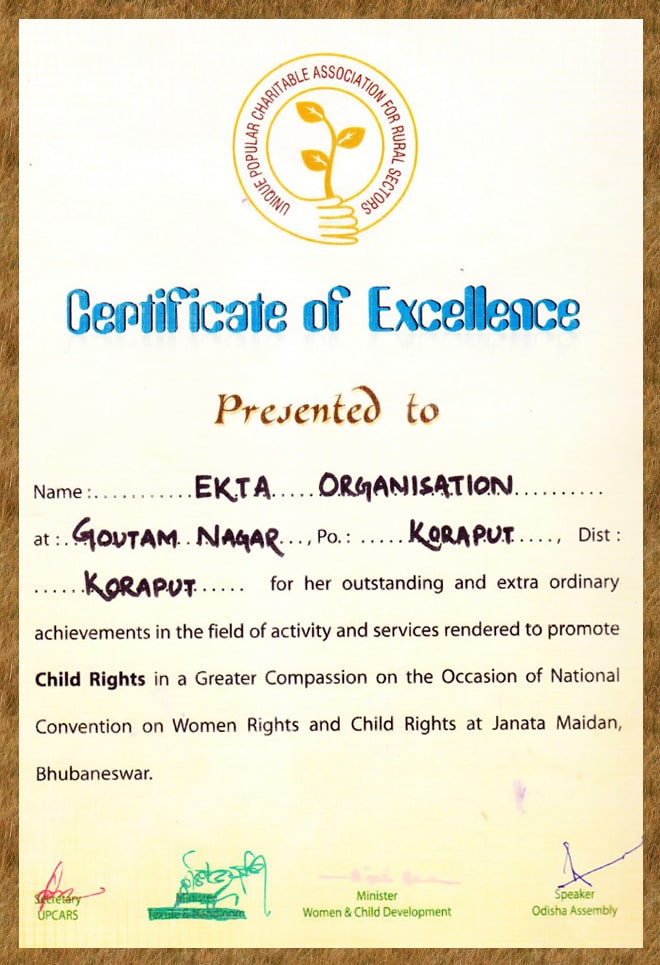 UNIQUE POPULAR CHARITABLE ASSOCIATION FOR RURAL SECTORS
Certificate of Excellence
Presented to
Name :...........EKTA.....ORGANISATION..........
at :..GOUTAM..NAGAR...., Po.: .....KORAPUT....., Dist :
......KORAPUT...... for her outstanding and extra ordinary
achievements in the field of activity and services rendered to promote
Child Rights in a Greater Compassion on the Occasion of National
Convention on Women Rights and Child Rights at Janata Maidan,
Bhubaneswar.
Secretary
UPCARS
Minister
Textile & Handloom
Minister
Women & Child Development
Speaker
Odisha Assembly